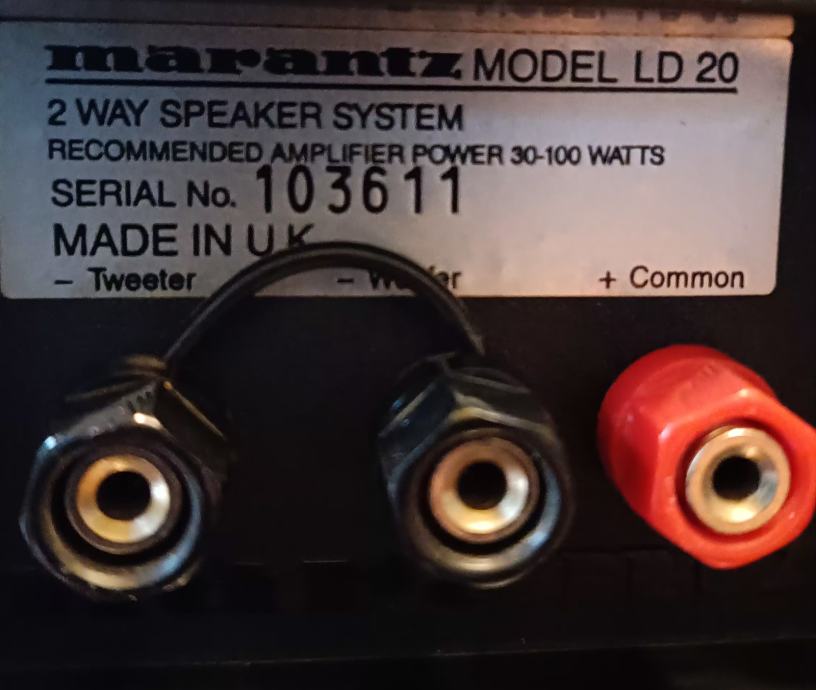 marantz MODEL LD 20
2 WAY SPEAKER SYSTEM
RECOMMENDED AMPLIFIER POWER 30-100 WATTS
SERIAL No. 103611
MADE IN U.K
– Tweeter – Woofer + Common